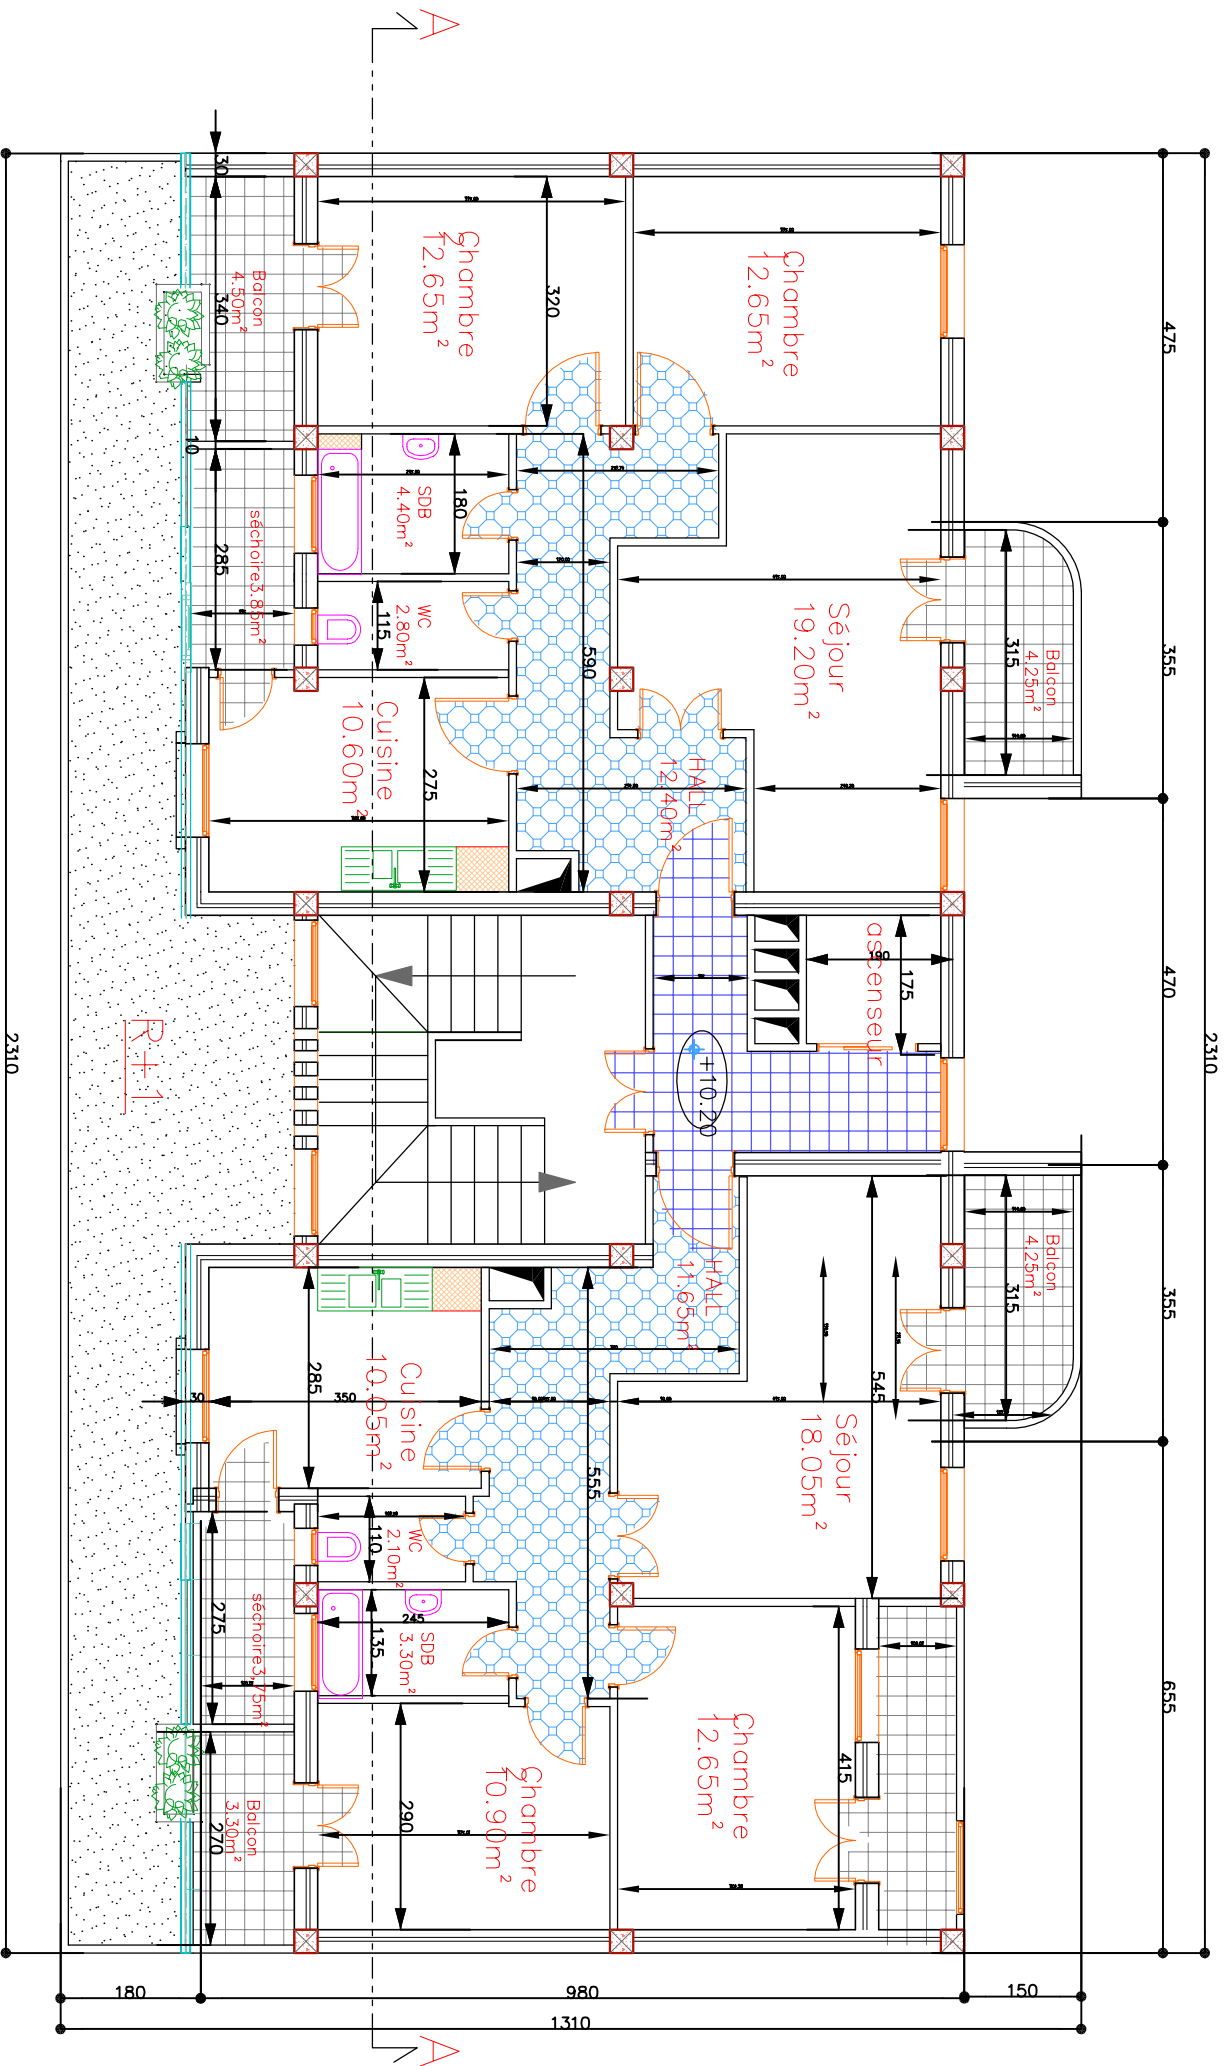 A
A
2310
2310
475
355
470
355
655
180
980
150
1310
30
340
10
285
Balcon
4.50m²
séchoire3.85m²
Chambre
2
12.65m²
320
Chambre
12.65m²
SDB
4.40m²
180
WC
2.80m²
115
590
Cuisine
10.60m²
275
Séjour
19.20m²
HALL
12.40m²
Balcon
4.25m²
315
ascenseur
190
175
+10.20
R+1
HALL
11.65m²
Balcon
4.25m²
315
545
Séjour
18.05m²
Cuisine
10.05m²
285
350
30
555
WC
2.10m²
110
SDB
3.30m²
245
135
séchoire3,75m²
275
Balcon
3.30m²
270
Chambre
2
10.90m²
290
Chambre
12.65m²
415